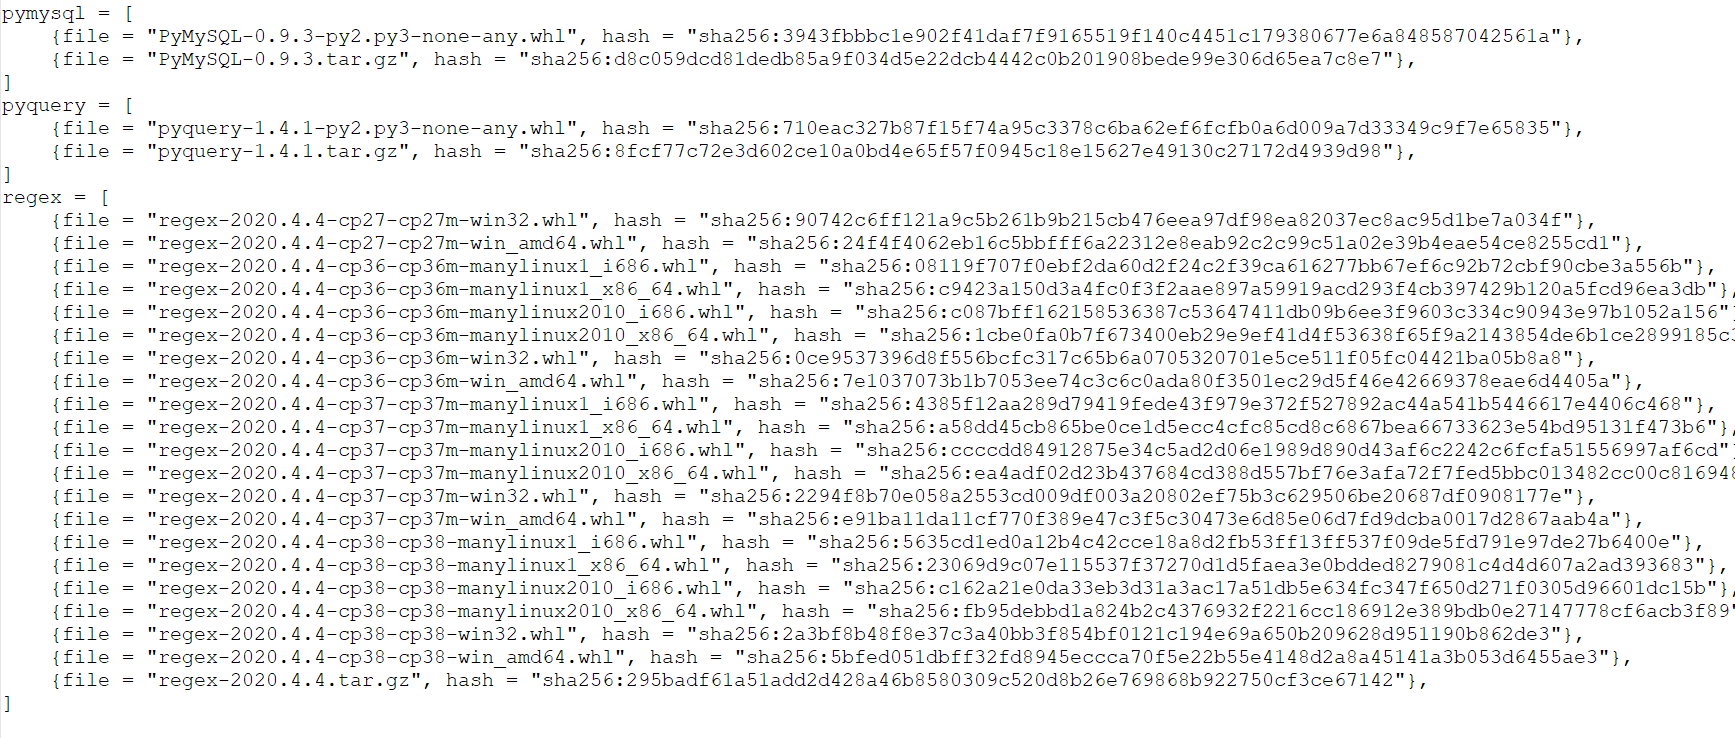 pymysql = [
    {file = "PyMySQL-0.9.3-py2.py3-none-any.whl", hash = "sha256:3943fbbbc1e902f41daf7f9165519f140c4451c179380677e6a848587042561a"},
    {file = "PyMySQL-0.9.3.tar.gz", hash = "sha256:d8c059dcd81dedb85a9f034d5e22dcb4442c0b201908bede99e306d65ea7c8e7"},
]
pyquery = [
    {file = "pyquery-1.4.1-py2.py3-none-any.whl", hash = "sha256:710eac327b87f15f74a95c3378c6ba62ef6fcfb0a6d009a7d33349c9f7e65835"},
    {file = "pyquery-1.4.1.tar.gz", hash = "sha256:8fcf77c72e3d602ce10a0bd4e65f57f0945c18e15627e49130c27172d4939d98"},
]
regex = [
    {file = "regex-2020.4.4-cp27-cp27m-win32.whl", hash = "sha256:90742c6ff121a9c5b261b9b215cb476eea97df98ea82037ec8ac95d1be7a034f"},
    {file = "regex-2020.4.4-cp27-cp27m-win_amd64.whl", hash = "sha256:24f4f4062eb16c5bbfff6a22312e8eab92c2c99c51a02e39b4eae54ce8255cd1"},
    {file = "regex-2020.4.4-cp36-cp36m-manylinux1_i686.whl", hash = "sha256:08119f707f0ebf2da60d2f24c2f39ca616277bb67ef6c92b72cbf90cbe3a556b"},
    {file = "regex-2020.4.4-cp36-cp36m-manylinux1_x86_64.whl", hash = "sha256:c9423a150d3a4fc0f3f2aae897a59919acd293f4cb397429b120a5fcd96ea3db"},
    {file = "regex-2020.4.4-cp36-cp36m-manylinux2010_i686.whl", hash = "sha256:c087bff162158536387c53647411db09b6ee3f9603c334c90943e97b1052a156"}
    {file = "regex-2020.4.4-cp36-cp36m-manylinux2010_x86_64.whl", hash = "sha256:1cbe0fa0b7f673400eb29e9ef41d4f53638f65f9a2143854de6b1ce2899185c3
    {file = "regex-2020.4.4-cp36-cp36m-win32.whl", hash = "sha256:0ce9537396d8f556bcfc317c65b6a0705320701e5ce511f05fc04421ba05b8a8"},
    {file = "regex-2020.4.4-cp36-cp36m-win_amd64.whl", hash = "sha256:7e1037073b1b7053ee74c3c6c0ada80f3501ec29d5f46e42669378eae6d4405a"},
    {file = "regex-2020.4.4-cp37-cp37m-manylinux1_i686.whl", hash = "sha256:4385f12aa289d79419fede43f979e372f527892ac44a541b5446617e4406c468"},
    {file = "regex-2020.4.4-cp37-cp37m-manylinux1_x86_64.whl", hash = "sha256:a58dd45cb865be0ce1d5ecc4cfc85cd8c6867bea66733623e54bd95131f473b6"},
    {file = "regex-2020.4.4-cp37-cp37m-manylinux2010_i686.whl", hash = "sha256:ccccdd84912875e34c5ad2d06e1989d890d43af6c2242c6fcfa51556997af6cd"}
    {file = "regex-2020.4.4-cp37-cp37m-manylinux2010_x86_64.whl", hash = "sha256:ea4adf02d23b437684cd388d557bf76e3afa72f7fed5bbc013482cc00c816948
    {file = "regex-2020.4.4-cp37-cp37m-win32.whl", hash = "sha256:2294f8b70e058a2553cd009df003a20802ef75b3c629506be20687df0908177e"},
    {file = "regex-2020.4.4-cp37-cp37m-win_amd64.whl", hash = "sha256:e91ba11da11cf770f389e47c3f5c30473e6d85e06d7fd9dcba0017d2867aab4a"},
    {file = "regex-2020.4.4-cp38-cp38-manylinux1_i686.whl", hash = "sha256:5635cd1ed0a12b4c42cce18a8d2fb53ff13ff537f09de5fd791e97de27b6400e"},
    {file = "regex-2020.4.4-cp38-cp38-manylinux1_x86_64.whl", hash = "sha256:23069d9c07e115537f37270d1d5faea3e0bdded8279081c4d4d607a2ad393683"},
    {file = "regex-2020.4.4-cp38-cp38-manylinux2010_i686.whl", hash = "sha256:c162a21e0da33eb3d31a3ac17a51db5e634fc347f650d271f0305d96601dc15b"},
    {file = "regex-2020.4.4-cp38-cp38-manylinux2010_x86_64.whl", hash = "sha256:fb95debbd1a824b2c4376932f2216cc186912e389bdb0e27147778cf6acb3f89"
    {file = "regex-2020.4.4-cp38-cp38-win32.whl", hash = "sha256:2a3bf8b48f8e37c3a40bb3f854bf0121c194e69a650b209628d951190b862de3"},
    {file = "regex-2020.4.4-cp38-cp38-win_amd64.whl", hash = "sha256:5bfed051dbff32fd8945eccca70f5e22b55e4148d2a8a45141a3b053d6455ae3"},
    {file = "regex-2020.4.4.tar.gz", hash = "sha256:295badf61a51add2d428a46b8580309c520d8b26e769868b922750cf3ce67142"},
]